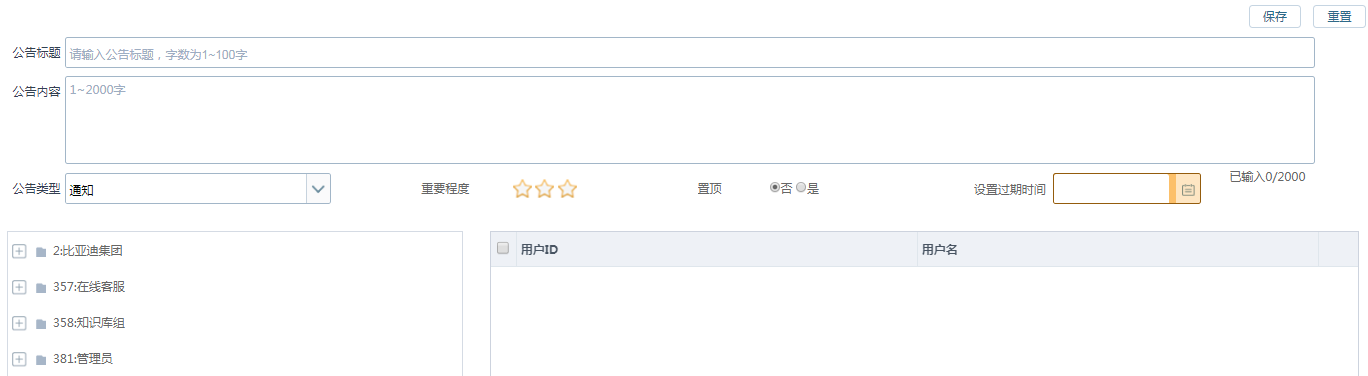 保存 重置
公告标题 请输入公告标题，字数为1~100字
公告内容 1~2000字
公告类型 通知 重要程度 置顶 否 是 设置过期时间 已输入0/2000
2:比亚迪集团
357:在线客服
358:知识库组
381:管理员
用户ID 用户名